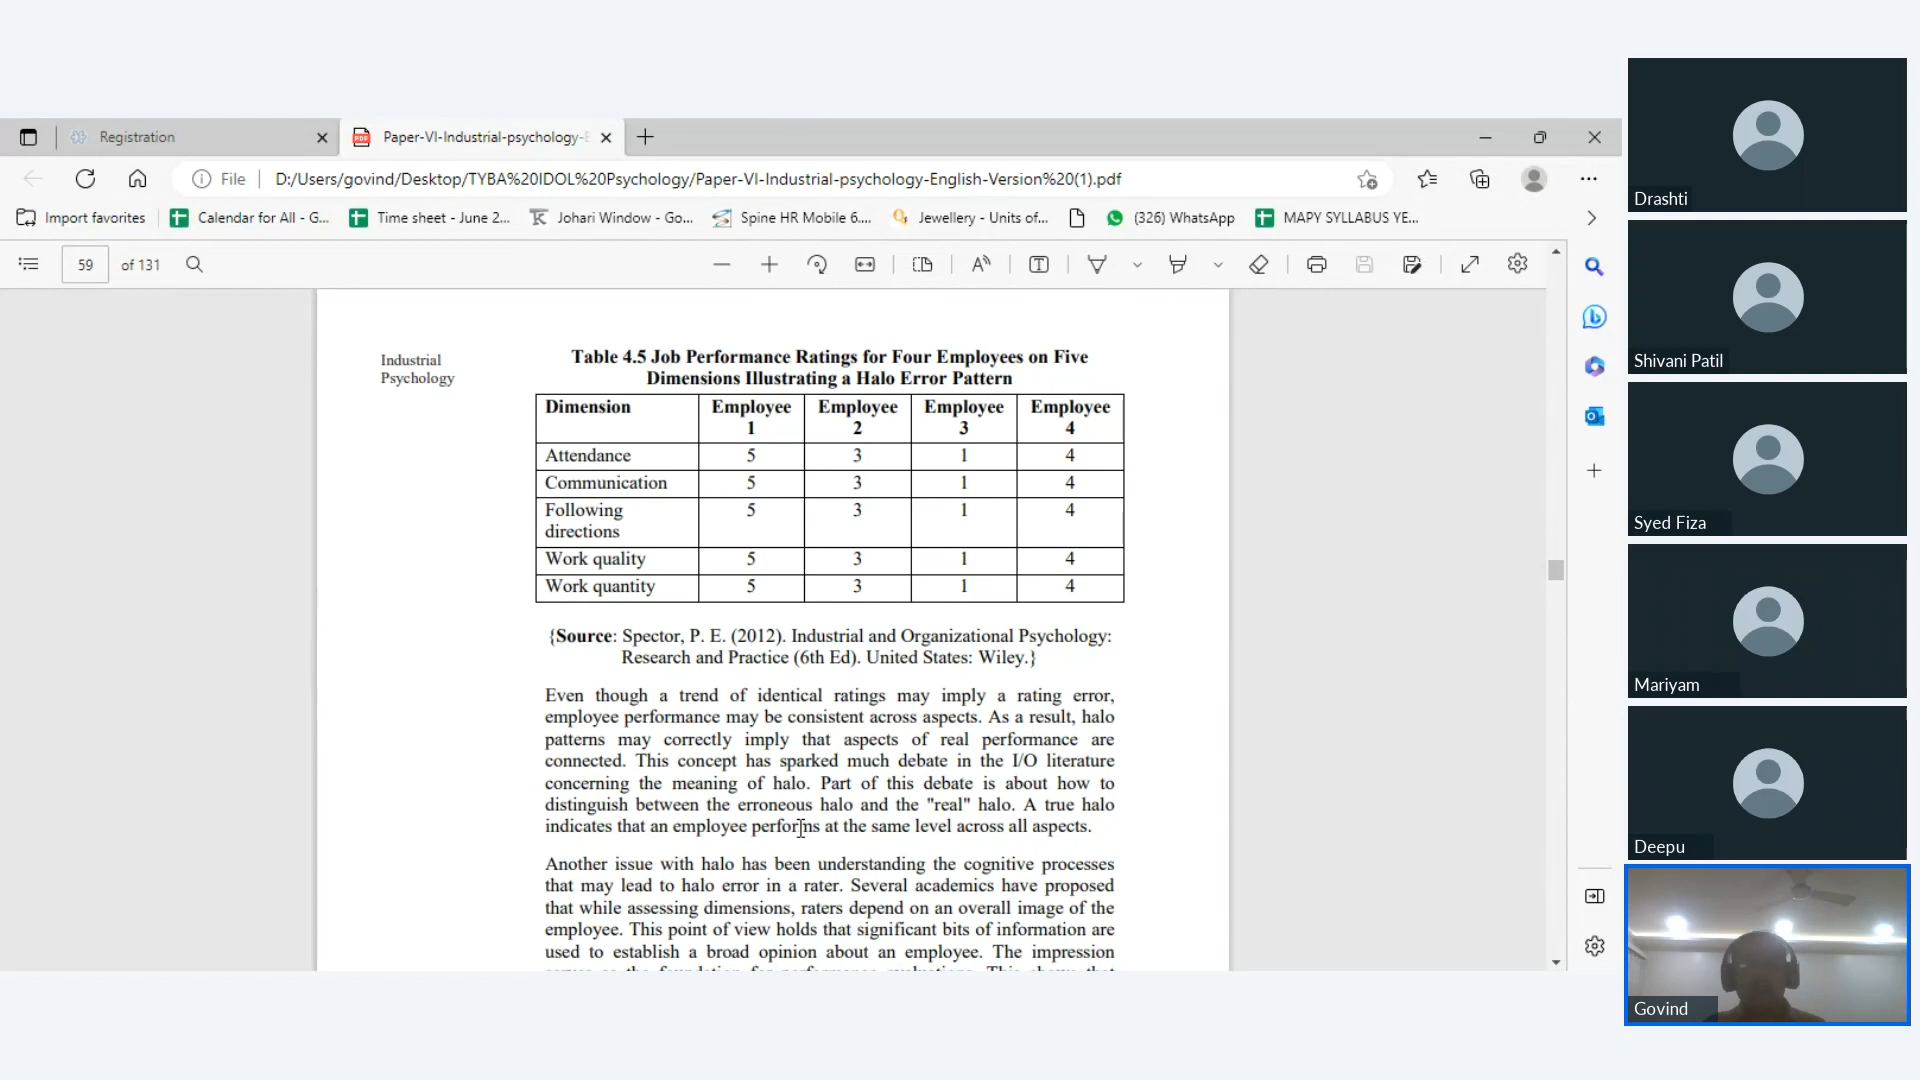 Registration
Paper-VI-Industrial-psychology-E
File
D:/Users/govind/Desktop/TYBA%20IDOL%20Psychology/Paper-VI-Industrial-psychology-English-Version%20(1).pdf
Import favorites
Calendar for All - G...
Time sheet - June 2...
Johari Window - Go...
Spine HR Mobile 6....
Jewellery - Units of...
(326) WhatsApp
MAPY SYLLABUS YE...
59 of 131
Industrial
Psychology
Table 4.5 Job Performance Ratings for Four Employees on Five
Dimensions Illustrating a Halo Error Pattern
Dimension Employee 1 Employee 2 Employee 3 Employee 4
Attendance 5 3 1 4
Communication 5 3 1 4
Following directions 5 3 1 4
Work quality 5 3 1 4
Work quantity 5 3 1 4
{Source: Spector, P. E. (2012). Industrial and Organizational Psychology:
Research and Practice (6th Ed). United States: Wiley.}
Even though a trend of identical ratings may imply a rating error,
employee performance may be consistent across aspects. As a result, halo
patterns may correctly imply that aspects of real performance are
connected. This concept has sparked much debate in the I/O literature
concerning the meaning of halo. Part of this debate is about how to
distinguish between the erroneous halo and the "real" halo. A true halo
indicates that an employee performs at the same level across all aspects.
Another issue with halo has been understanding the cognitive processes
that may lead to halo error in a rater. Several academics have proposed
that while assessing dimensions, raters depend on an overall image of the
employee. This point of view holds that significant bits of information are
used to establish a broad opinion about an employee. The impression
Drashti
Shivani Patil
Syed Fiza
Mariyam
Deepu
Govind